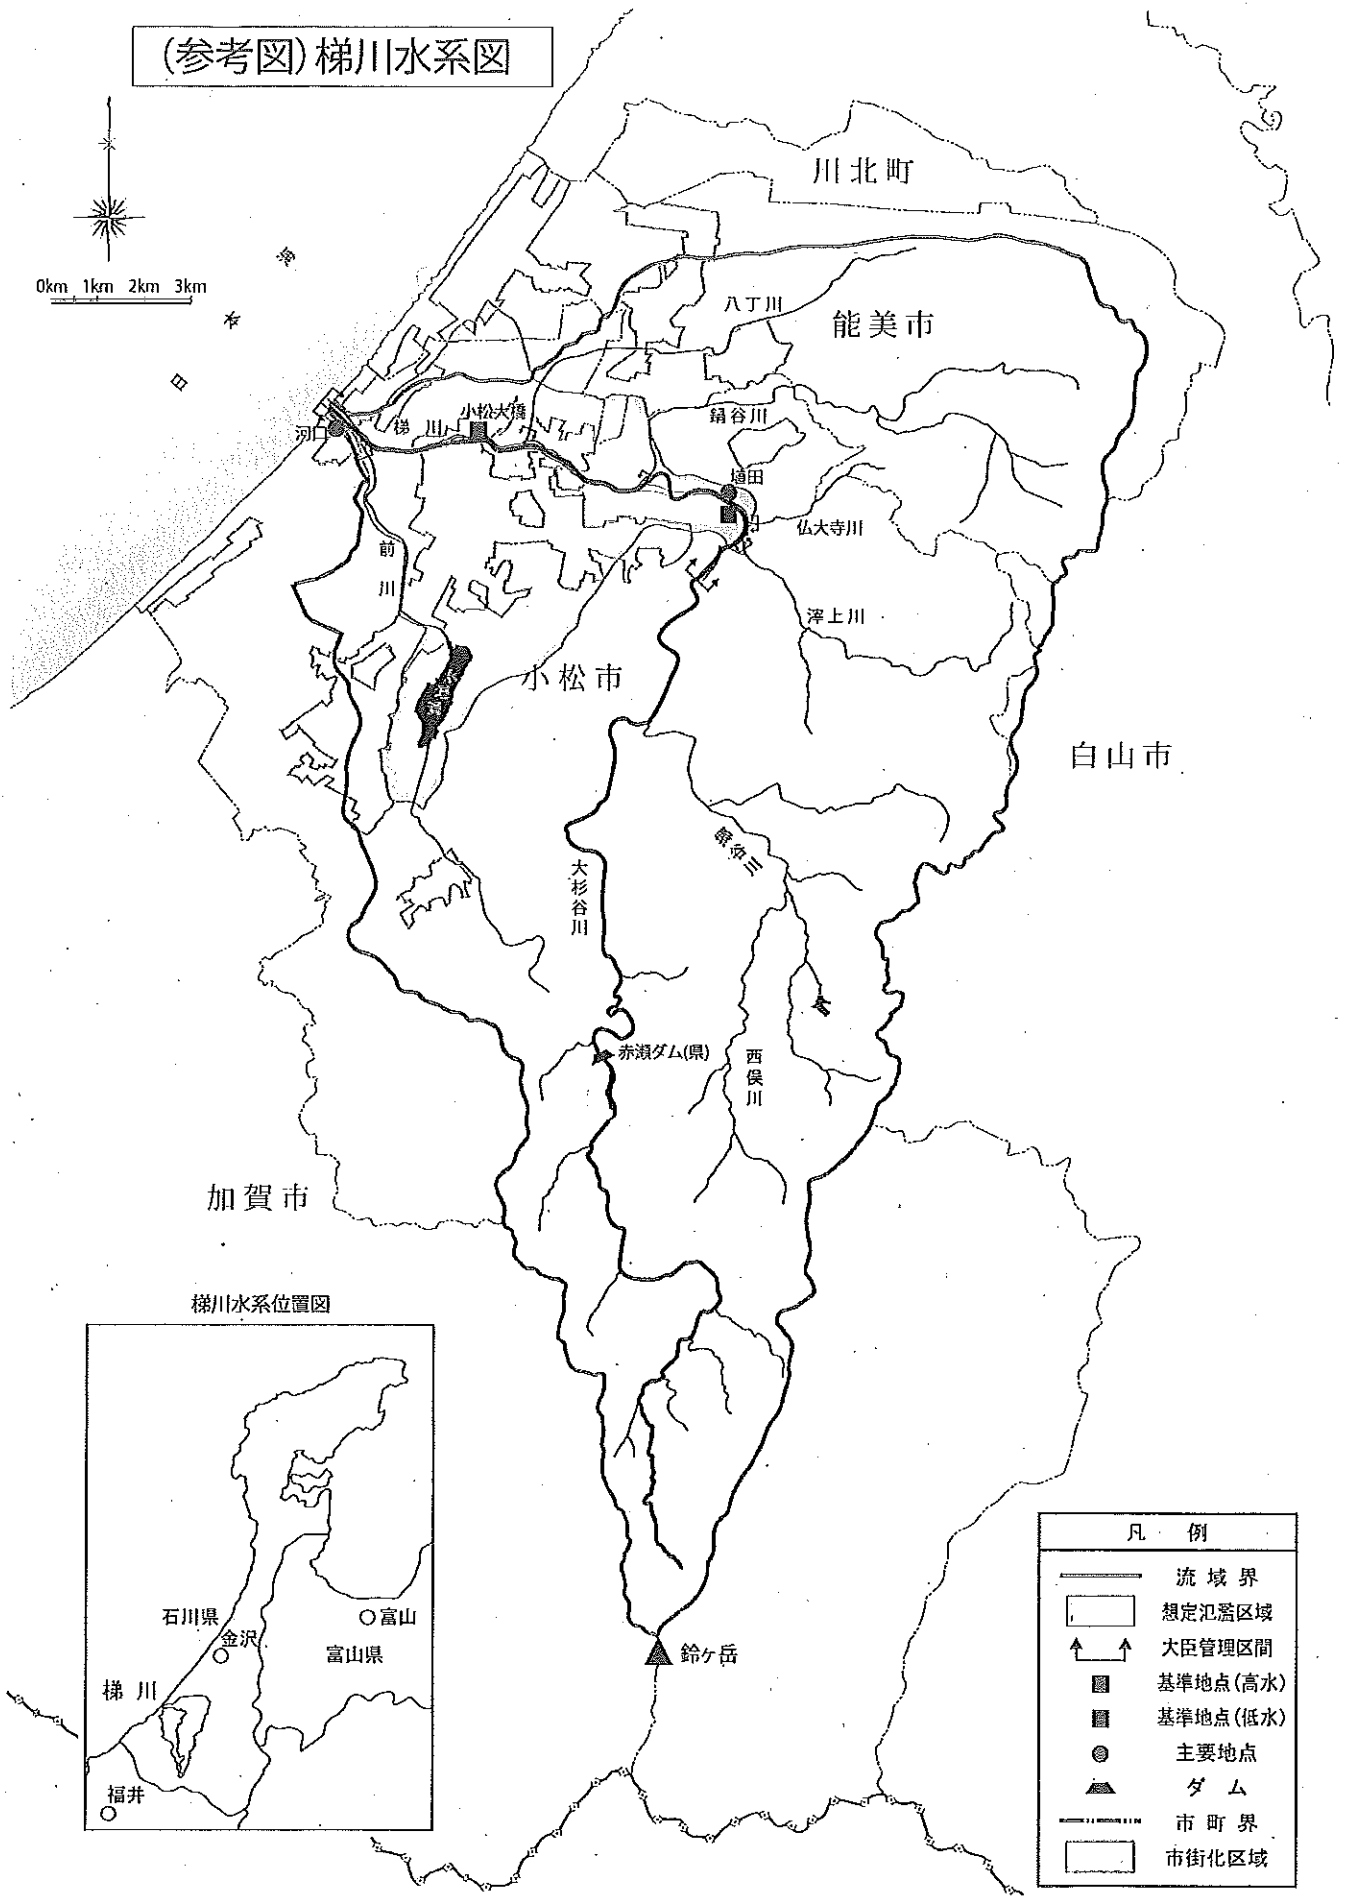 (参考図)梯川水系図
川北町
日本海
0km 1km 2km 3km
八丁川
能美市
小松大橋
鍋谷川
梯川
河口
埴田
仏大寺川
前川
滓上川
小松市
白山市
郷谷川
大杉谷川
赤瀬ダム(県)
西俣川
加賀市
梯川水系位置図
石川県
金沢
富山
富山県
梯川
福井
鈴ヶ岳
凡例
流域界
想定氾濫区域
大臣管理区間
基準地点(高水)
基準地点(低水)
主要地点
ダム
市町界
市街化区域